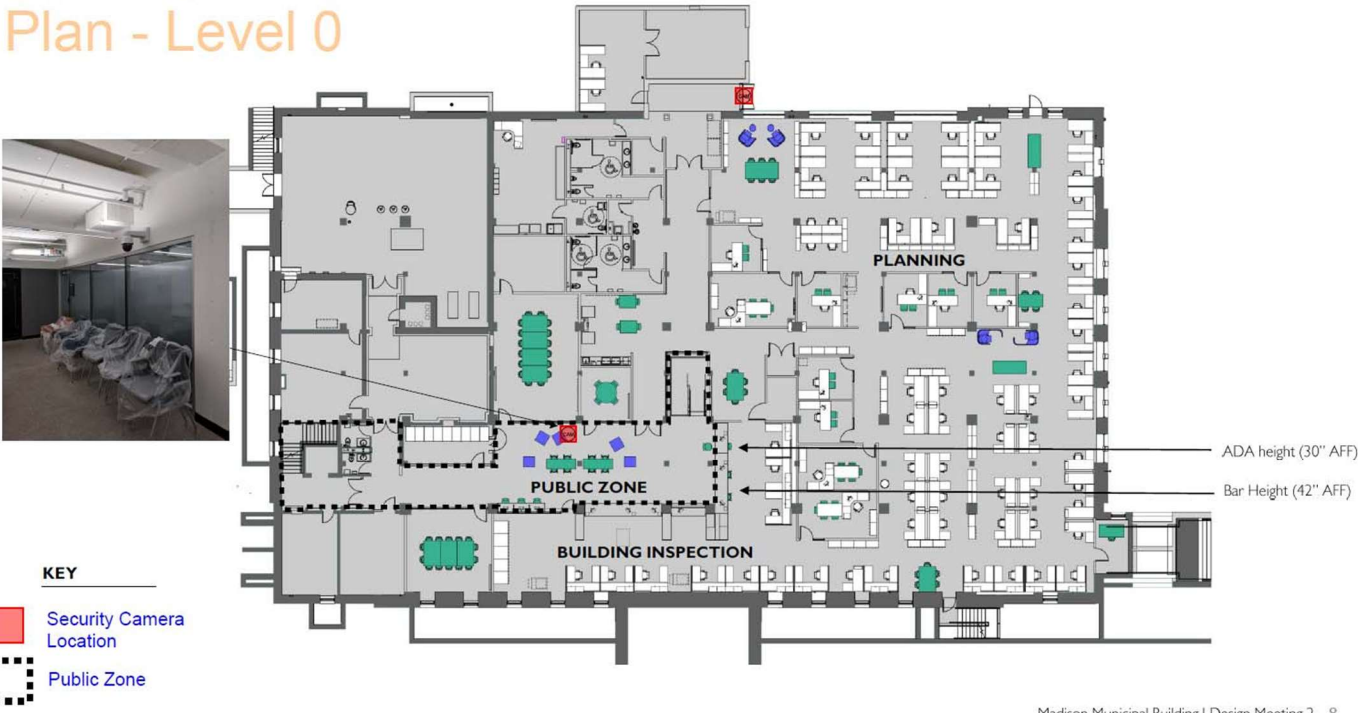 Plan - Level 0
PLANNING
ADA height (30" AFF)
Bar Height (42" AFF)
PUBLIC ZONE
BUILDING INSPECTION
KEY
Security Camera
Location
Public Zone
Madison Municipal Building | Design Meeting 2 8